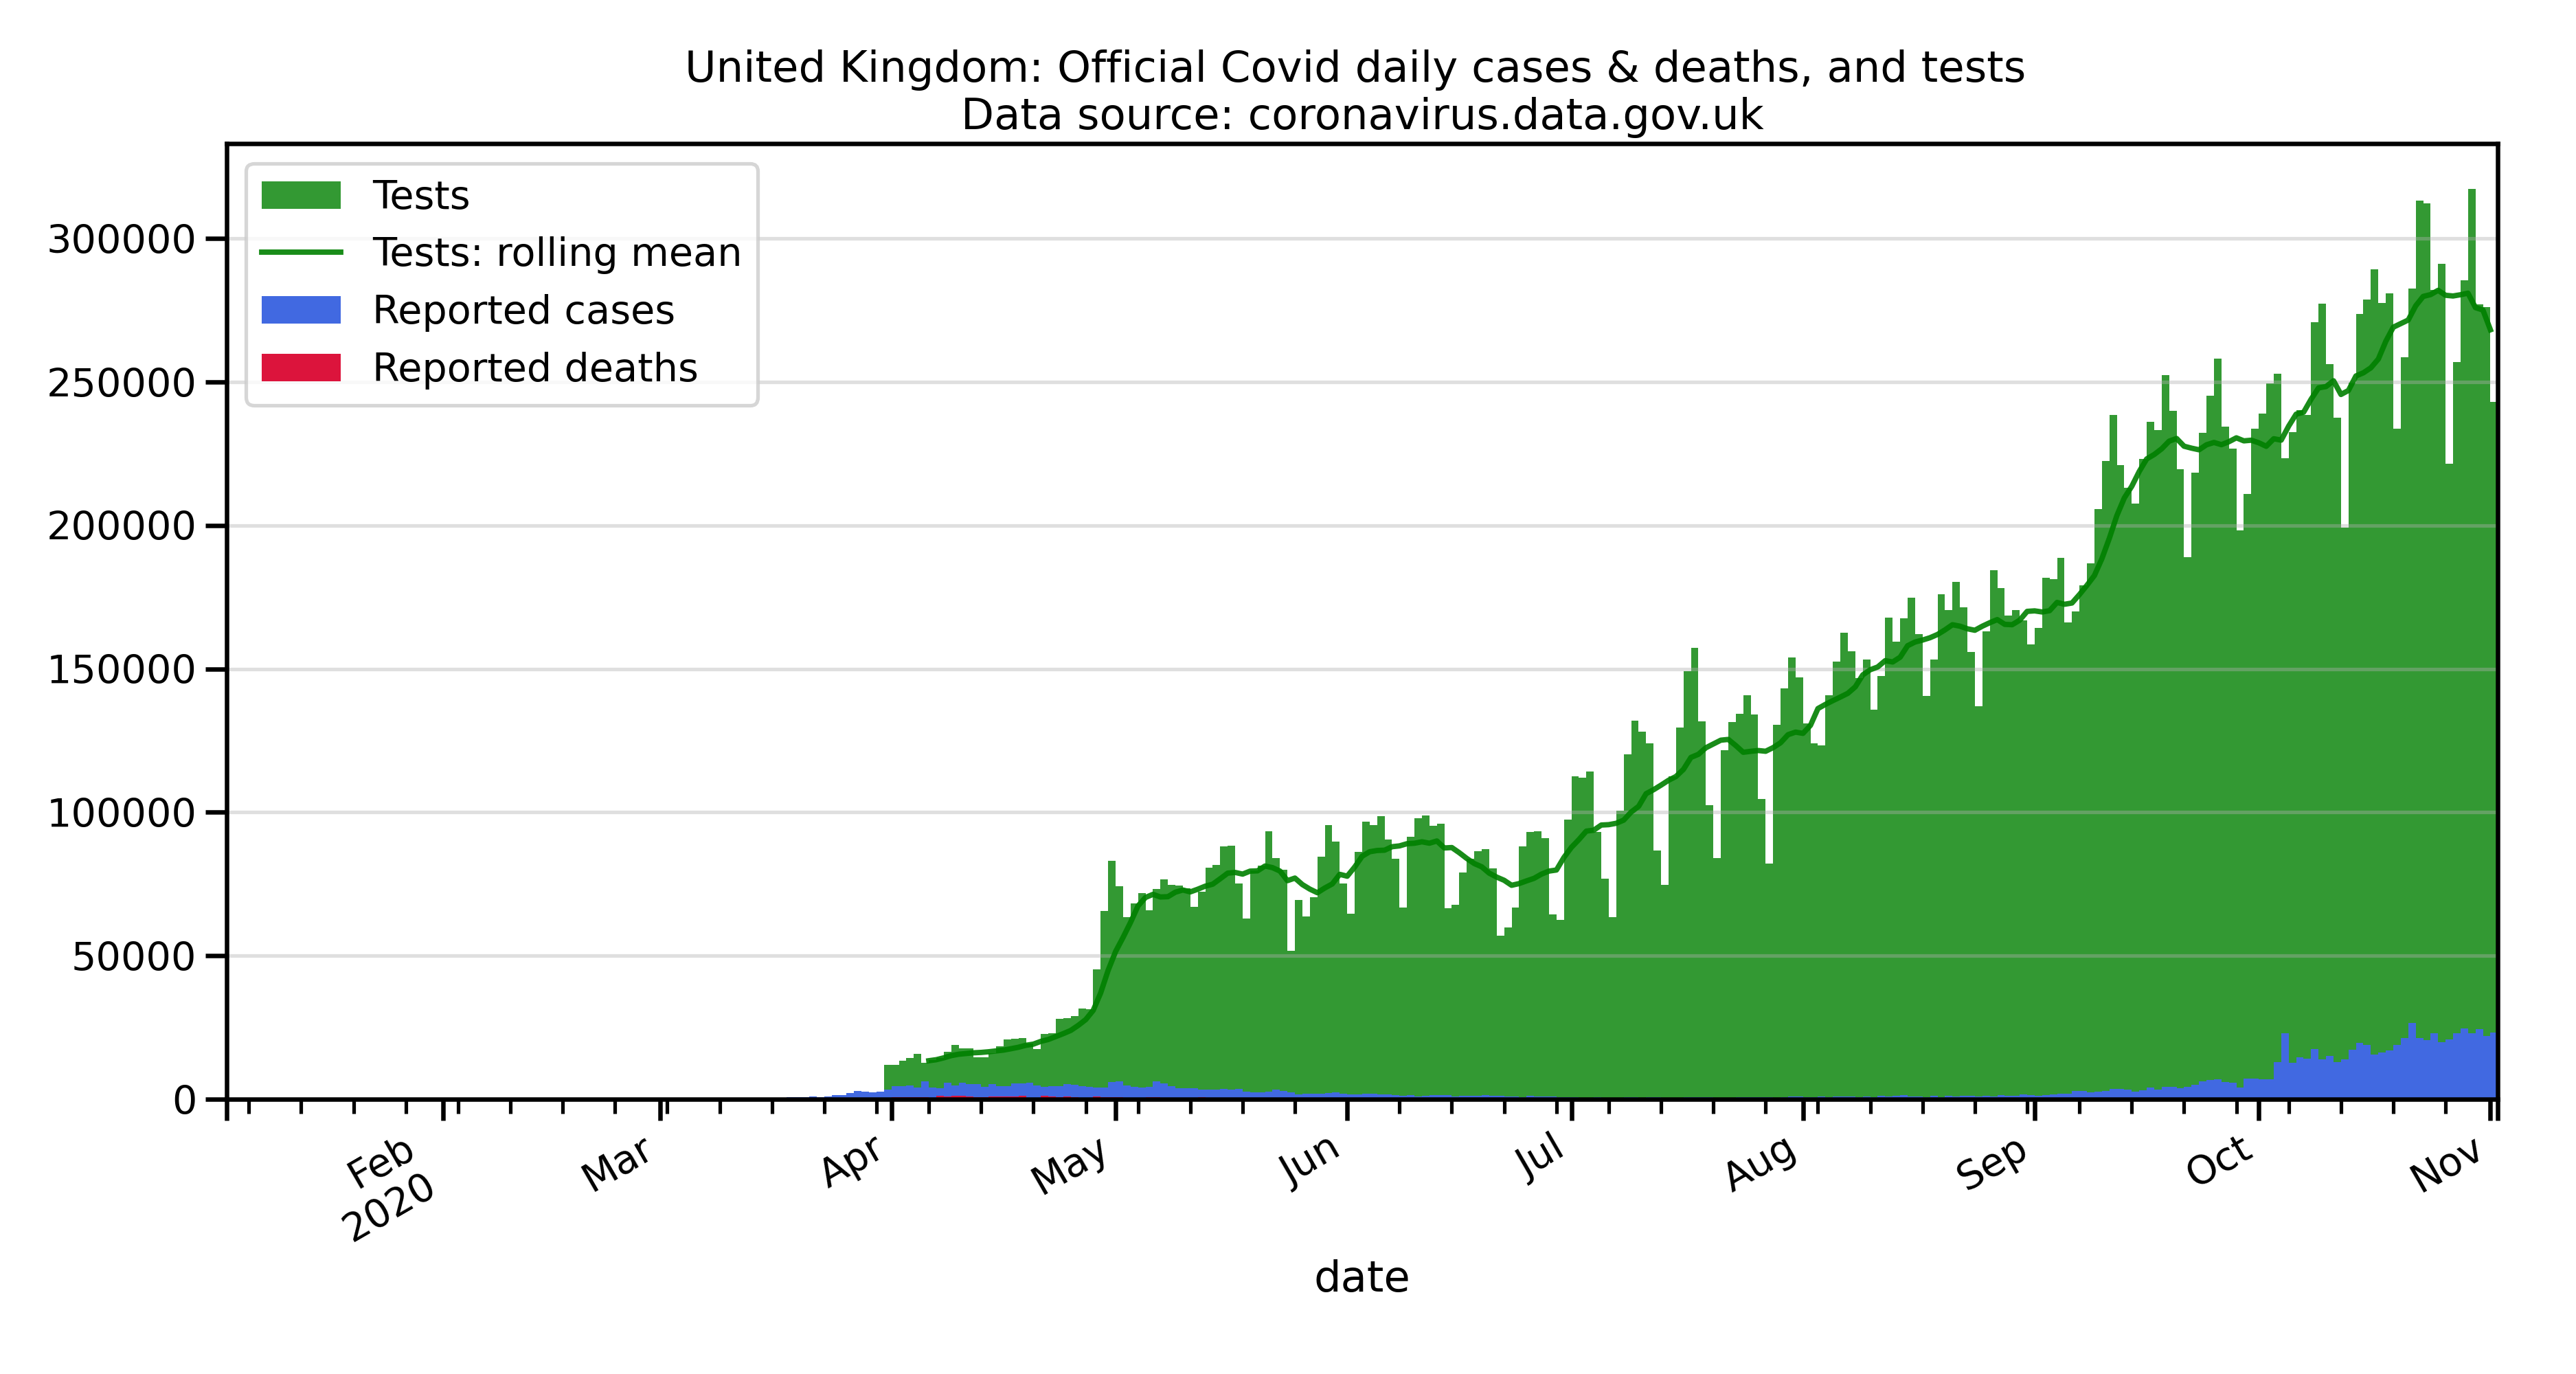 United Kingdom: Official Covid daily cases & deaths, and tests
Data source: coronavirus.data.gov.uk
Tests
Tests: rolling mean
Reported cases
Reported deaths
300000
250000
200000
150000
100000
50000
0
Feb
2020
Mar
Apr
May
Jun
Jul
Aug
Sep
Oct
Nov
date